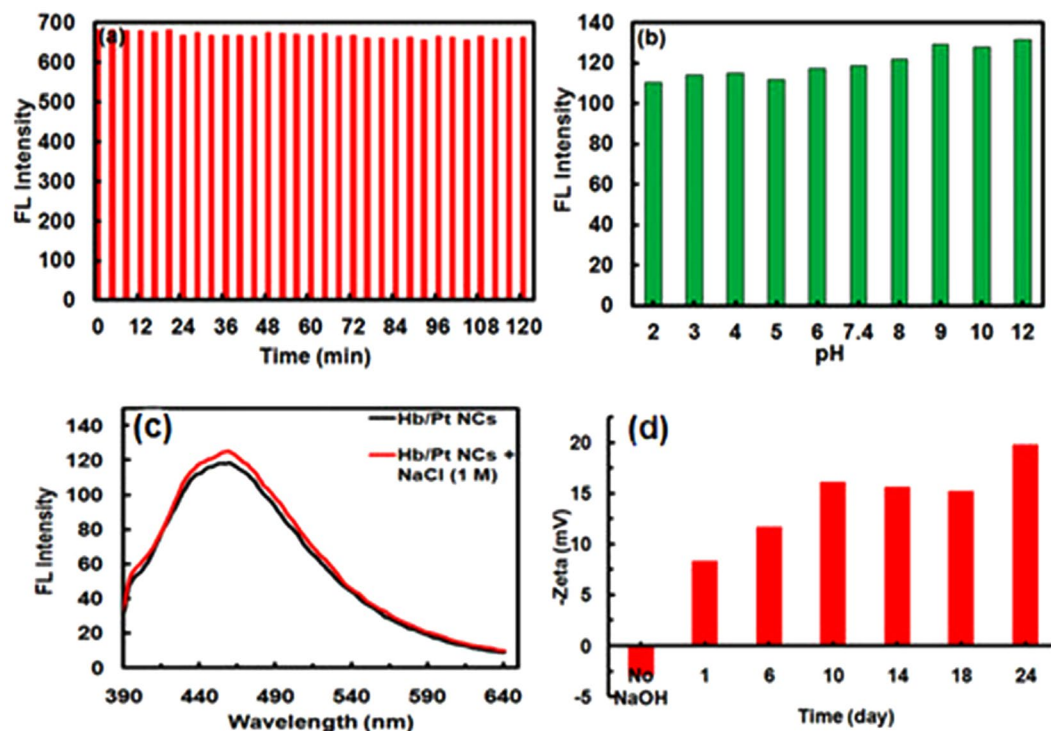 (a)
700
600
500
400
300
200
100
0
FL Intensity
0 12 24 36 48 60 72 84 96 108 120
Time (min)
(b)
140
120
100
80
60
40
20
0
FL Intensity
2 3 4 5 6 7.4 8 9 10 12
pH
(c)
Hb/Pt NCs
Hb/Pt NCs +
NaCl (1 M)
140
120
100
80
60
40
20
0
FL Intensity
390 440 490 540 590 640
Wavelength (nm)
(d)
20
15
10
5
0
-5
-Zeta (mV)
No
NaOH
1 6 10 14 18 24
Time (day)